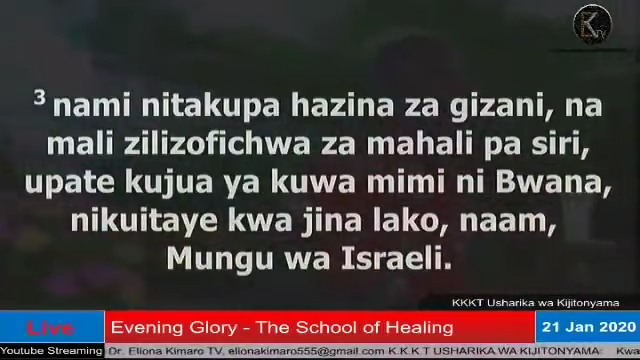 ³ nami nitakupa hazina za gizani, na
mali zilizofichwa za mahali pa siri,
upate kujua ya kuwa mimi ni Bwana,
nikuitaye kwa jina lako, naam,
Mungu wa Israeli.
KKKT Usharika wa Kijitonyama
Live
Evening Glory - The School of Healing
21 Jan 2020
Youtube Streaming
Dr. Eliona Kimaro TV, elionakimaro555@gmail.com K.K.K.T USHARIKA WA KIJITONYAMA Kwa